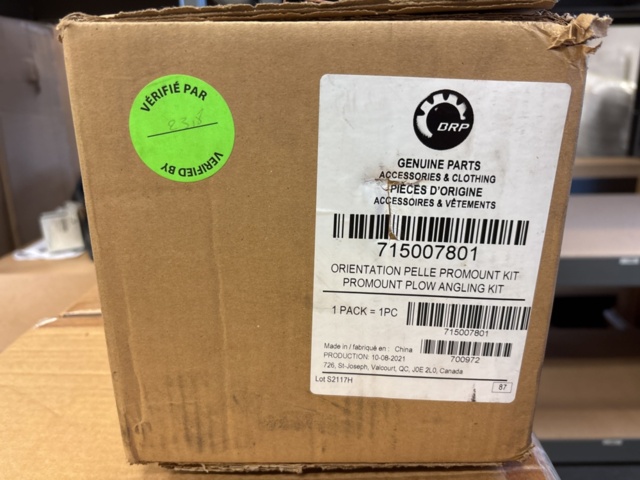 VÉRIFIÉ PAR
VERIFIED BY
BRP
GENUINE PARTS
ACCESSORIES & CLOTHING
PIÈCES D'ORIGINE
ACCESSOIRES & VÊTEMENTS
715007801
ORIENTATION PELLE PROMOUNT KIT
PROMOUNT PLOW ANGLING KIT
1 PACK = 1PC
715007801
Made in / fabriqué en : China
PRODUCTION: 10-08-2021
700972
726, St-Joseph, Valcourt, QC, J0E 2L0, Canada
Lot S2117H
87